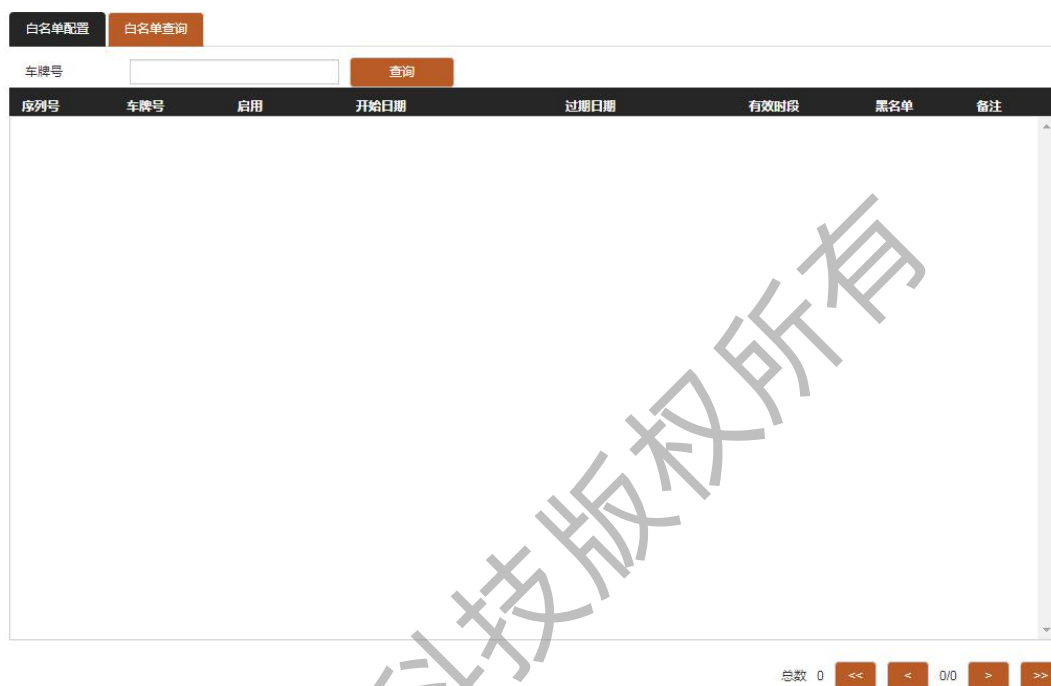 白名单配置 白名单查询
车牌号 查询
序列号 车牌号 启用 开始日期 过期日期 有效时段 黑名单 备注
科技版权所有
总数 0 << < 0/0 > >>